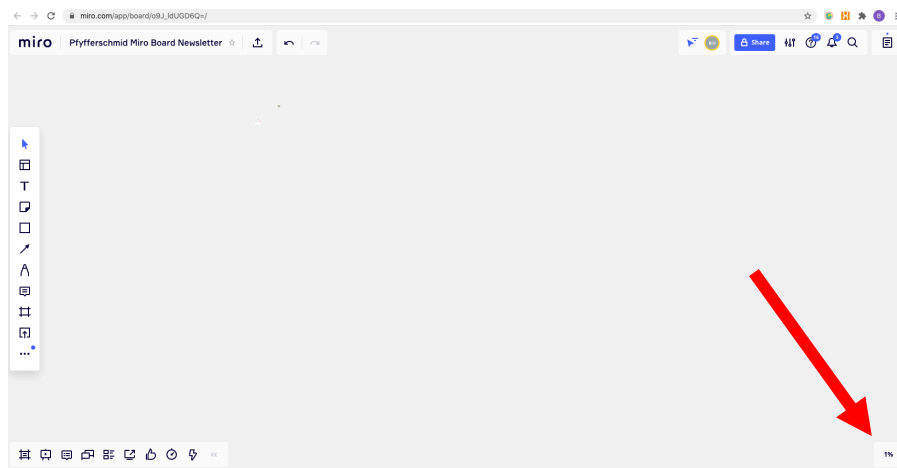 miro.com/app/board/o9J_ldUGD6Q=/
miro Pfyfferschmid Miro Board Newsletter Share
T
1%